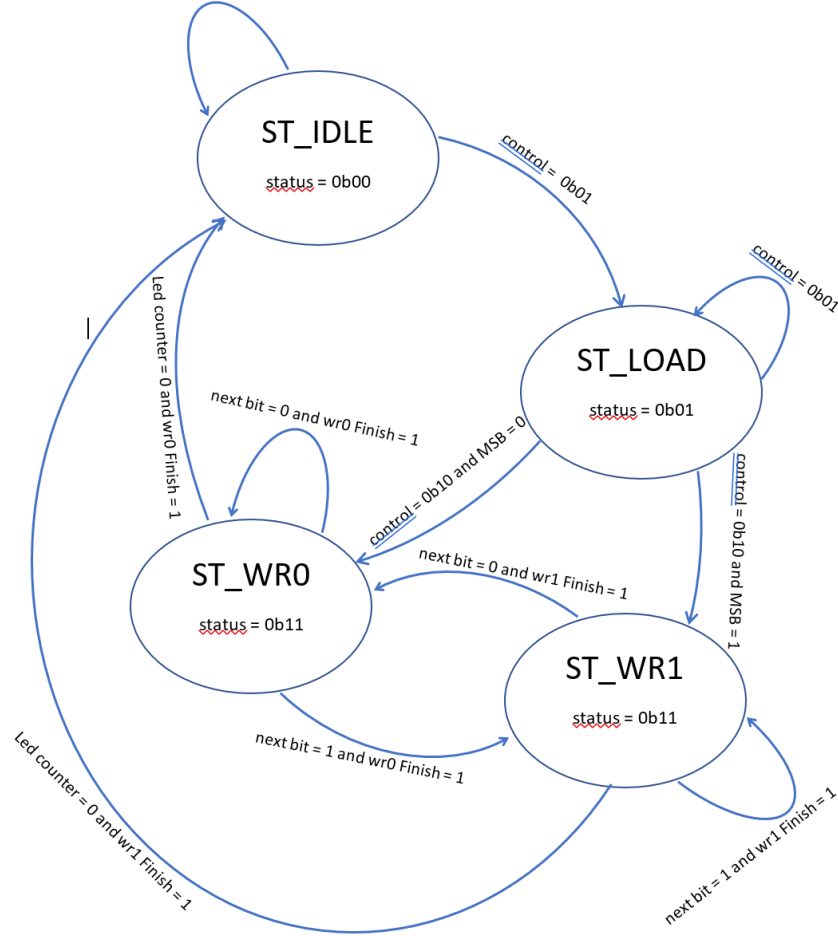 ST_IDLE
status = 0b00
control = 0b01
control = 0b01
ST_LOAD
status = 0b01
Led counter = 0 and wr0 Finish = 1
next bit = 0 and wr0 Finish = 1
control = 0b10 and MSB = 0
control = 0b10 and MSB = 1
ST_WR0
status = 0b11
next bit = 0 and wr1 Finish = 1
ST_WR1
status = 0b11
next bit = 1 and wr0 Finish = 1
Led counter = 0 and wr1 Finish = 1
next bit = 1 and wr1 Finish = 1